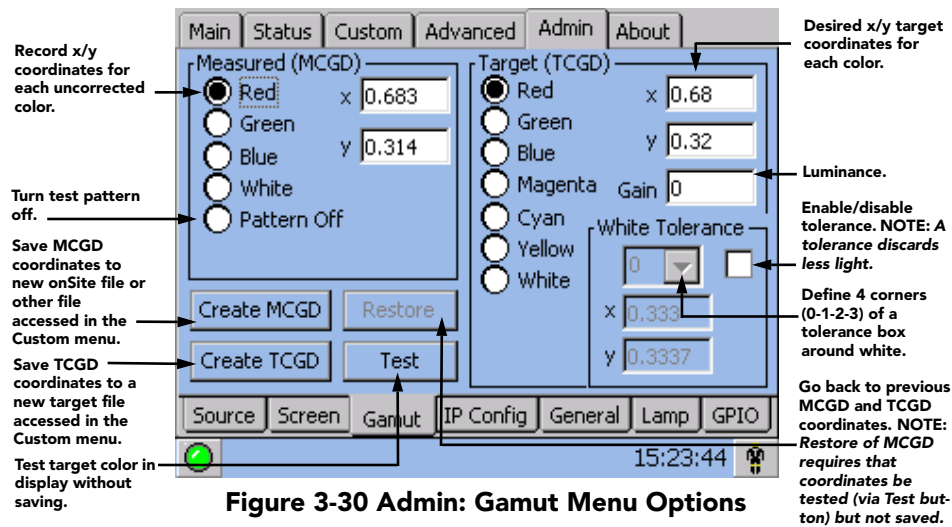 Main Status Custom Advanced Admin About
Record x/y
coordinates for
each uncorrected
color.
Measured (MCGD)
Red
Green
Blue
White
Pattern Off
x 0.683
y 0.314
Target (TCGD)
Red
Green
Blue
Magenta
Cyan
Yellow
White
x 0.68
y 0.32
Gain 0
White Tolerance
0
x 0.333
y 0.3337
Desired x/y target
coordinates for
each color.
Luminance.
Enable/disable
tolerance. NOTE: A
tolerance discards
less light.
Define 4 corners
(0-1-2-3) of a
tolerance box
around white.
Go back to previous
MCGD and TCGD
coordinates. NOTE:
Restore of MCGD
requires that
coordinates be
tested (via Test but-
ton) but not saved.
Turn test pattern
off.
Save MCGD
coordinates to
new onSite file or
other file
accessed in the
Custom menu.
Save TCGD
coordinates to a
new target file
accessed in the
Custom menu.
Test target color in
display without
saving.
Create MCGD Restore
Create TCGD Test
Source Screen Gamut IP Config General Lamp GPIO
15:23:44
Figure 3-30 Admin: Gamut Menu Options